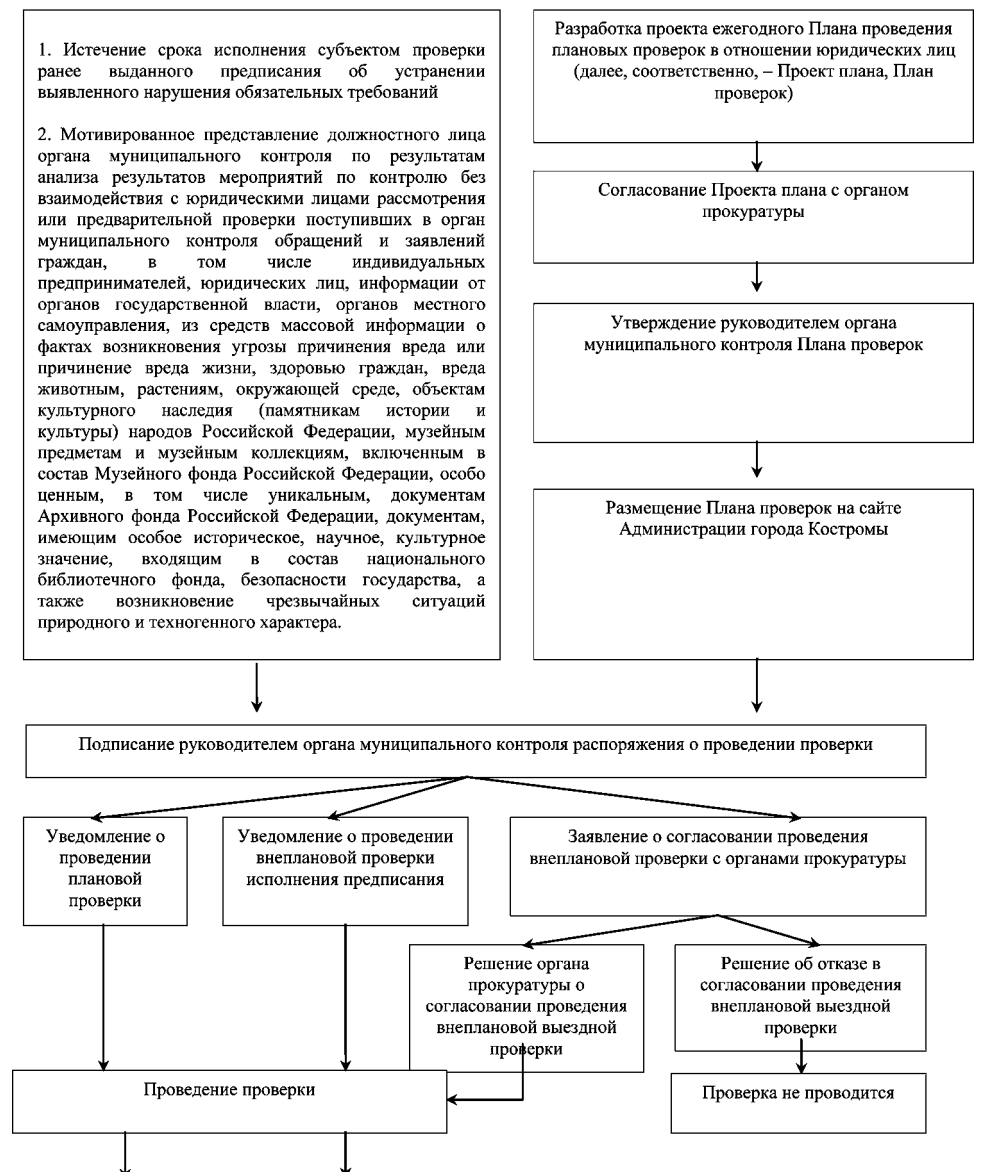 1. Истечение срока исполнения субъектом проверки
ранее выданного предписания об устранении
выявленного нарушения обязательных требований
2. Мотивированное представление должностного лица
органа муниципального контроля по результатам
анализа результатов мероприятий по контролю без
взаимодействия с юридическими лицами рассмотрения
или предварительной проверки поступивших в орган
муниципального контроля обращений и заявлений
граждан, в том числе индивидуальных
предпринимателей, юридических лиц, информации от
органов государственной власти, органов местного
самоуправления, из средств массовой информации о
фактах возникновения угрозы причинения вреда или
причинение вреда жизни, здоровью граждан, вреда
животным, растениям, окружающей среде, объектам
культурного наследия (памятникам истории и
культуры) народов Российской Федерации, музейным
предметам и музейным коллекциям, включенным в
состав Музейного фонда Российской Федерации, особо
ценным, в том числе уникальным, документам
Архивного фонда Российской Федерации, документам,
имеющим особое историческое, научное, культурное
значение, входящим в состав национального
библиотечного фонда, безопасности государства, а
также возникновение чрезвычайных ситуаций
природного и техногенного характера.
Разработка проекта ежегодного Плана проведения
плановых проверок в отношении юридических лиц
(далее, соответственно, – Проект плана, План
проверок)
Согласование Проекта плана с органом
прокуратуры
Утверждение руководителем органа
муниципального контроля Плана проверок
Размещение Плана проверок на сайте
Администрации города Костромы
Подписание руководителем органа муниципального контроля распоряжения о проведении проверки
Уведомление о
проведении
плановой
проверки
Уведомление о проведении
внеплановой проверки
исполнения предписания
Заявление о согласовании проведения
внеплановой проверки с органами прокуратуры
Решение органа
прокуратуры о
согласовании проведения
внеплановой выездной
проверки
Решение об отказе в
согласовании проведения
внеплановой выездной
проверки
Проведение проверки
Проверка не проводится